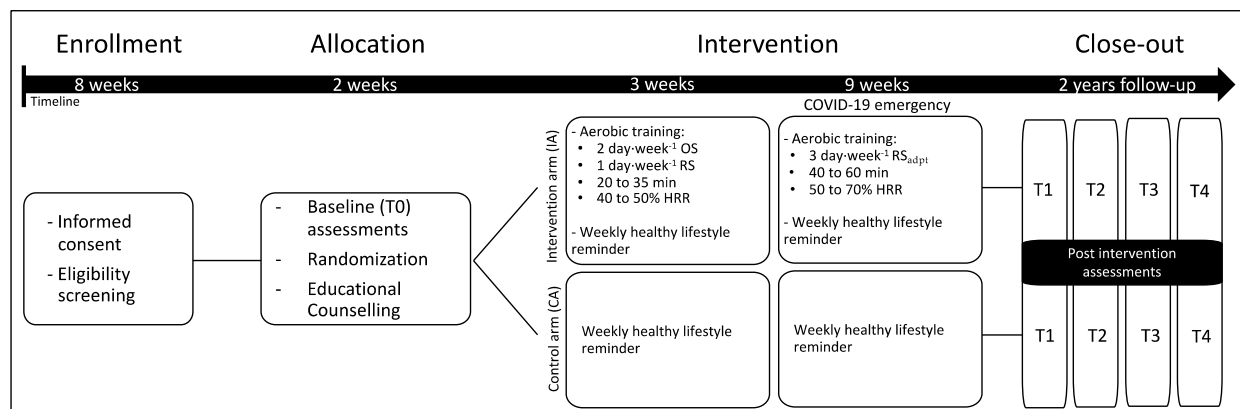 Enrollment
Allocation
Intervention
Close-out
8 weeks
2 weeks
3 weeks
9 weeks
2 years follow-up
Timeline
COVID-19 emergency
- Informed
consent
- Eligibility
screening
- Baseline (T0)
assessments
- Randomization
- Educational
Counselling
Intervention arm (IA)
- Aerobic training:
• 2 day·week⁻¹ OS
• 1 day·week⁻¹ RS
• 20 to 35 min
• 40 to 50% HRR
- Weekly healthy lifestyle
reminder
- Aerobic training:
• 3 day·week⁻¹ RSadpt
• 40 to 60 min
• 50 to 70% HRR
- Weekly healthy lifestyle
reminder
T1
T2
T3
T4
Post intervention
assessments
Control arm (CA)
Weekly healthy lifestyle
reminder
Weekly healthy lifestyle
reminder
T1
T2
T3
T4